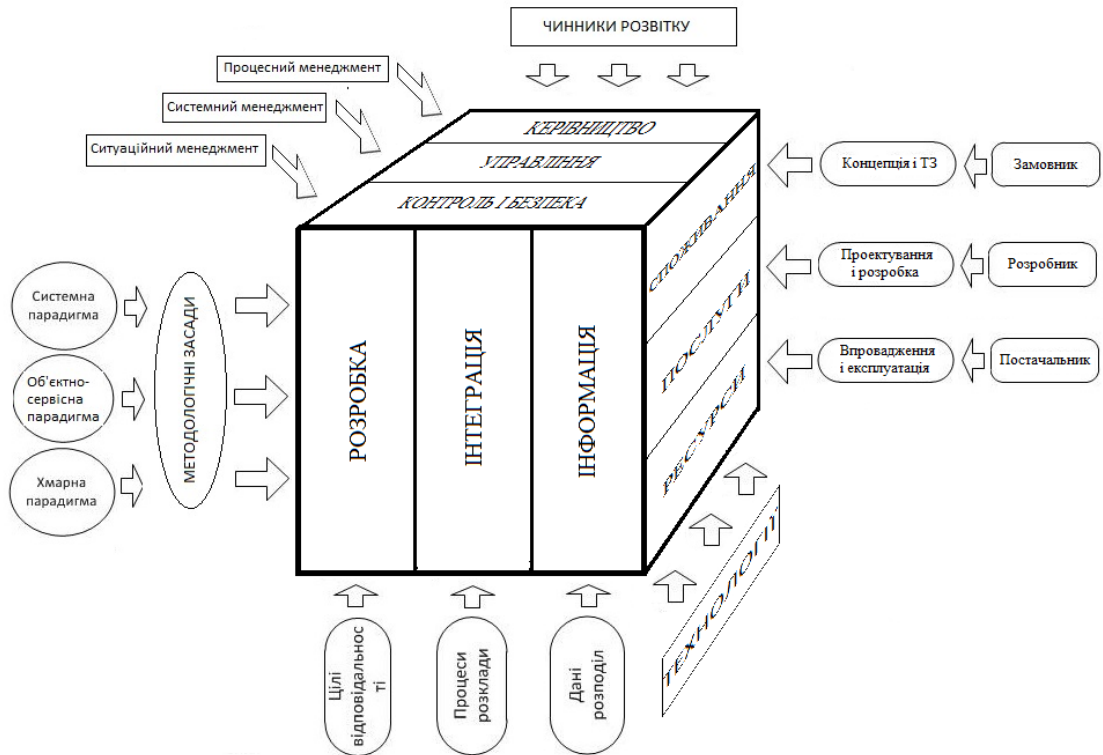 ЧИННИКИ РОЗВІТКУ
Процесний менеджмент
Системний менеджмент
Ситуаційний менеджмент
КЕРІВНИЦТВО
УПРАВЛІННЯ
КОНТРОЛЬ І БЕЗПЕКА
СПОЖИВАННЯ
ПОСЛУГИ
РЕСУРСИ
Концепція і ТЗ
Замовник
Проектування
і розробка
Розробник
Впровадження
і експлуатація
Постачальник
Системна
парадигма
Об'єктно-
сервісна
парадигма
Хмарна
парадигма
МЕТОДОЛОГІЧНІ ЗАСАДИ
РОЗРОБКА
ІНТЕГРАЦІЯ
ІНФОРМАЦІЯ
Цілі
відповідальнос
ті
Процеси
розклади
Дані
розподіл
ТЕХНОЛОГІЇ